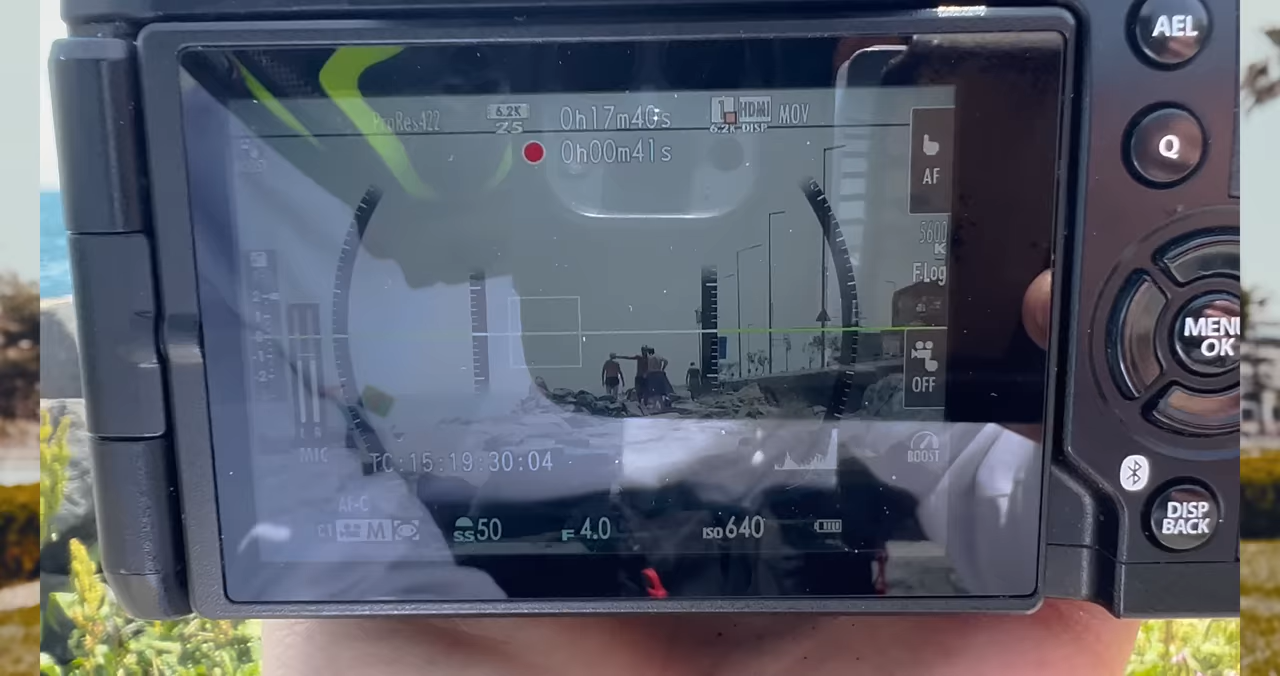 AEL
ProRes422
6.2K
25
0h17m40s
1
HDMI
6.2K DISP
MOV
0h00m41s
Q
AF
5600
K
F.Log
MENU
OK
OFF
L R
MIC
TC:15:19:30:04
BOOST
AF-C
C1
M
SS 50
F 4.0
ISO 640
DISP
BACK